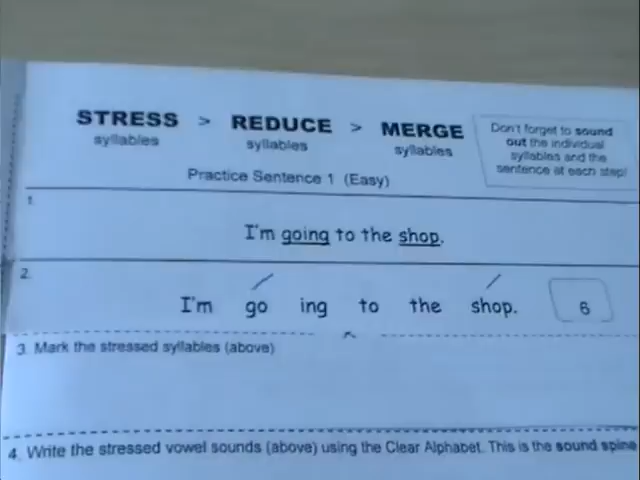 STRESS > REDUCE > MERGE
syllables syllables syllables
Don't forget to sound
out the individual
syllables and the
sentence at each step!
Practice Sentence 1 (Easy)
1.
I'm going to the shop.
2.
I'm go ing to the shop. 6
3. Mark the stressed syllables (above)
4. Write the stressed vowel sounds (above) using the Clear Alphabet. This is the sound spine